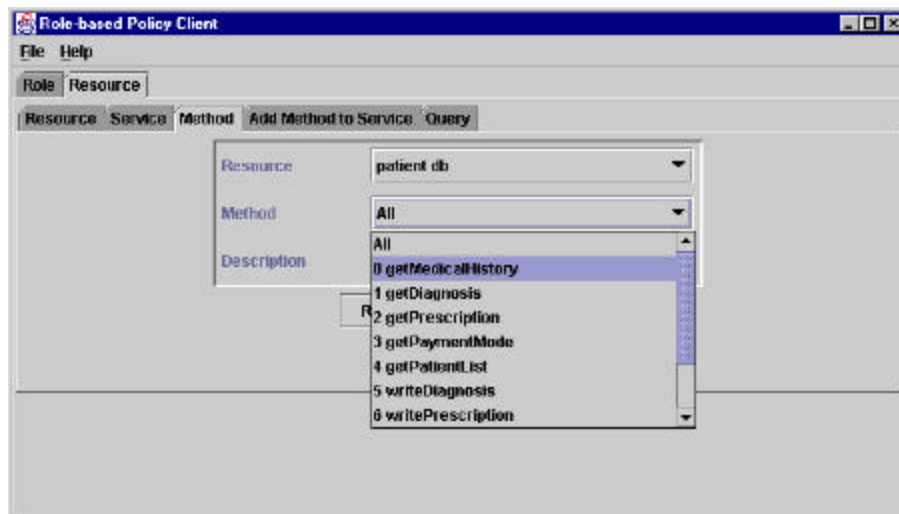 Role-based Policy Client
File Help
Role Resource
Resource Service Method Add Method to Service Query
Resource patient db
Method All
All
Description
0 getMedicalHistory
1 getDiagnosis
2 getPrescription
3 getPaymentMode
4 getPatientList
5 writeDiagnosis
6 writePrescription